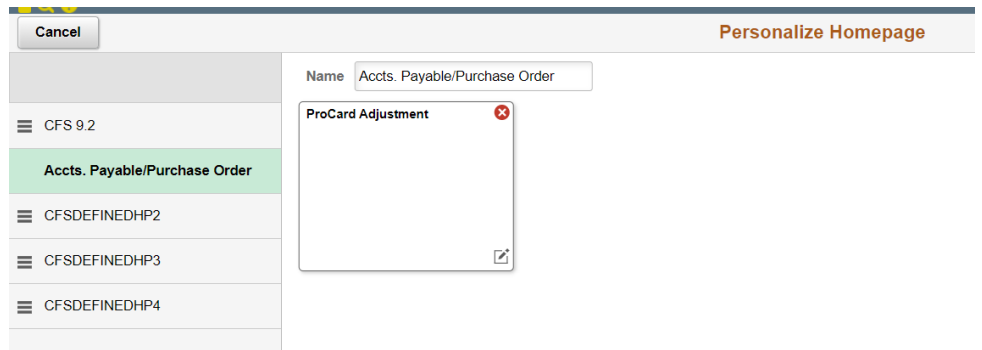 Cancel
Personalize Homepage
Name Accts. Payable/Purchase Order
ProCard Adjustment
CFS 9.2
Accts. Payable/Purchase Order
CFSDEFINEDHP2
CFSDEFINEDHP3
CFSDEFINEDHP4